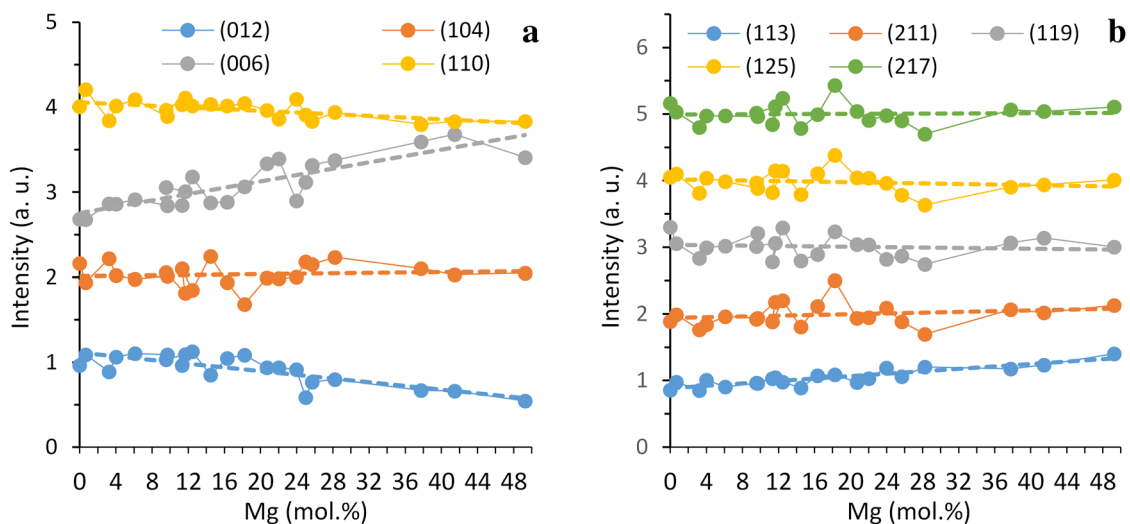 a
(012) (104)
(006) (110)
5
4
3
2
1
0
Intensity (a. u.)
0 4 8 12 16 20 24 28 32 36 40 44 48
Mg (mol.%)
b
(113) (211) (119)
(125) (217)
6
5
4
3
2
1
0
Intensity (a. u.)
0 4 8 12 16 20 24 28 32 36 40 44 48
Mg (mol.%)